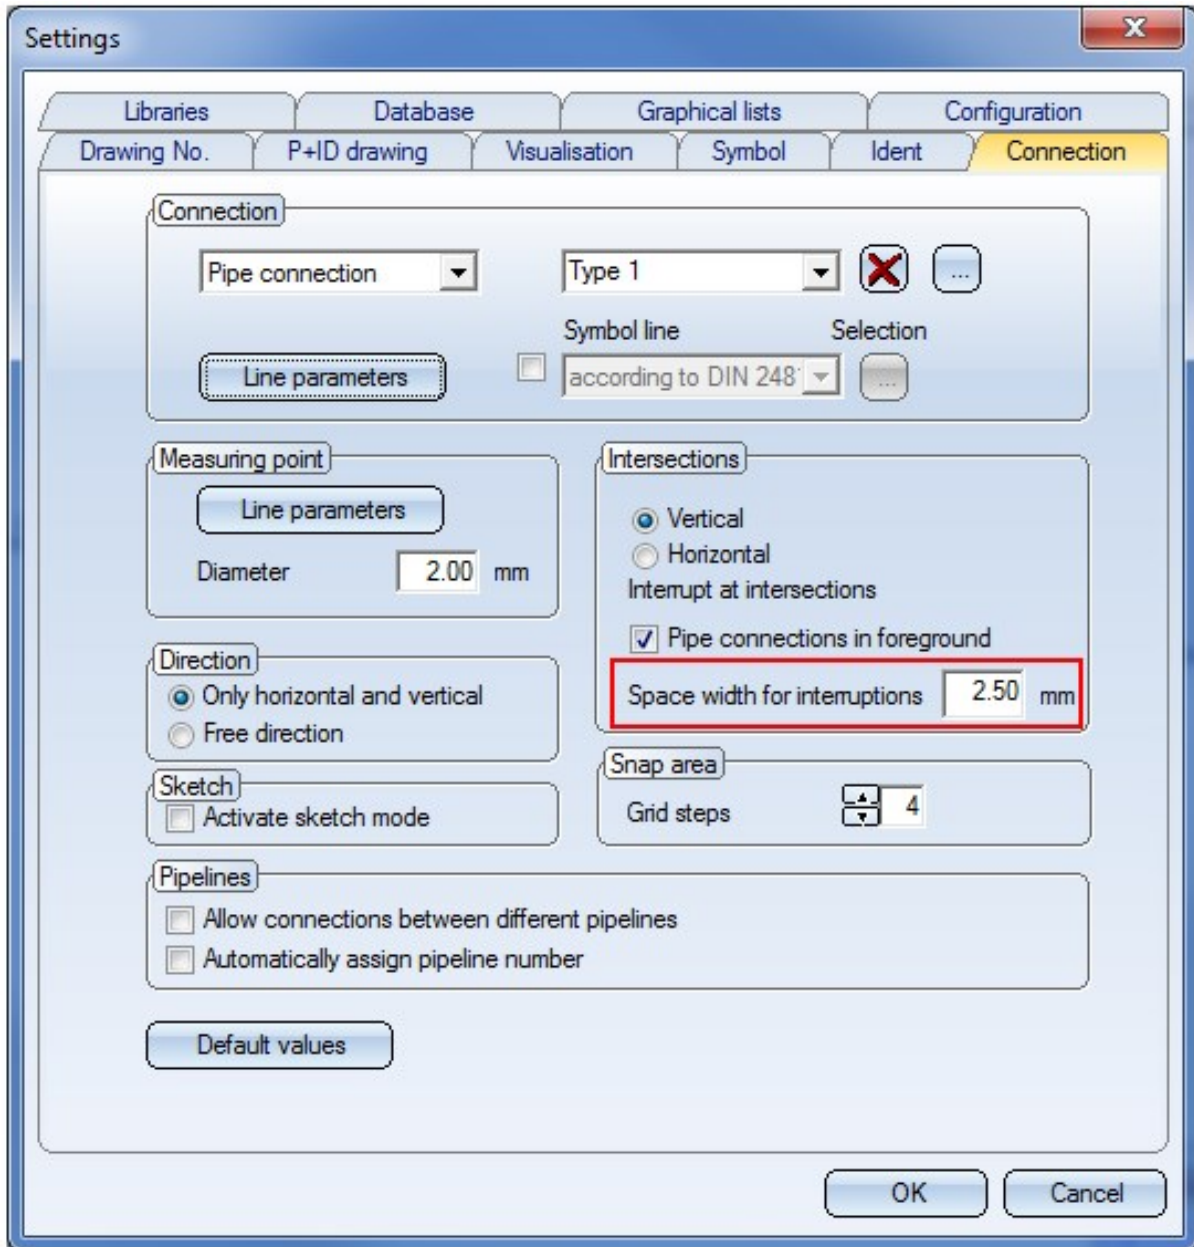 Settings
X
Libraries Database Graphical lists Configuration
Drawing No. P+ID drawing Visualisation Symbol Ident Connection
Connection
Pipe connection Type 1 X ...
Symbol line Selection
Line parameters according to DIN 248 ...
Measuring point Intersections
Line parameters Vertical
Horizontal
Diameter 2.00 mm
Interrupt at intersections
Pipe connections in foreground
Direction
Only horizontal and vertical Space width for interruptions 2.50 mm
Free direction
Snap area
Sketch
Activate sketch mode Grid steps 4
Pipelines
Allow connections between different pipelines
Automatically assign pipeline number
Default values
OK Cancel